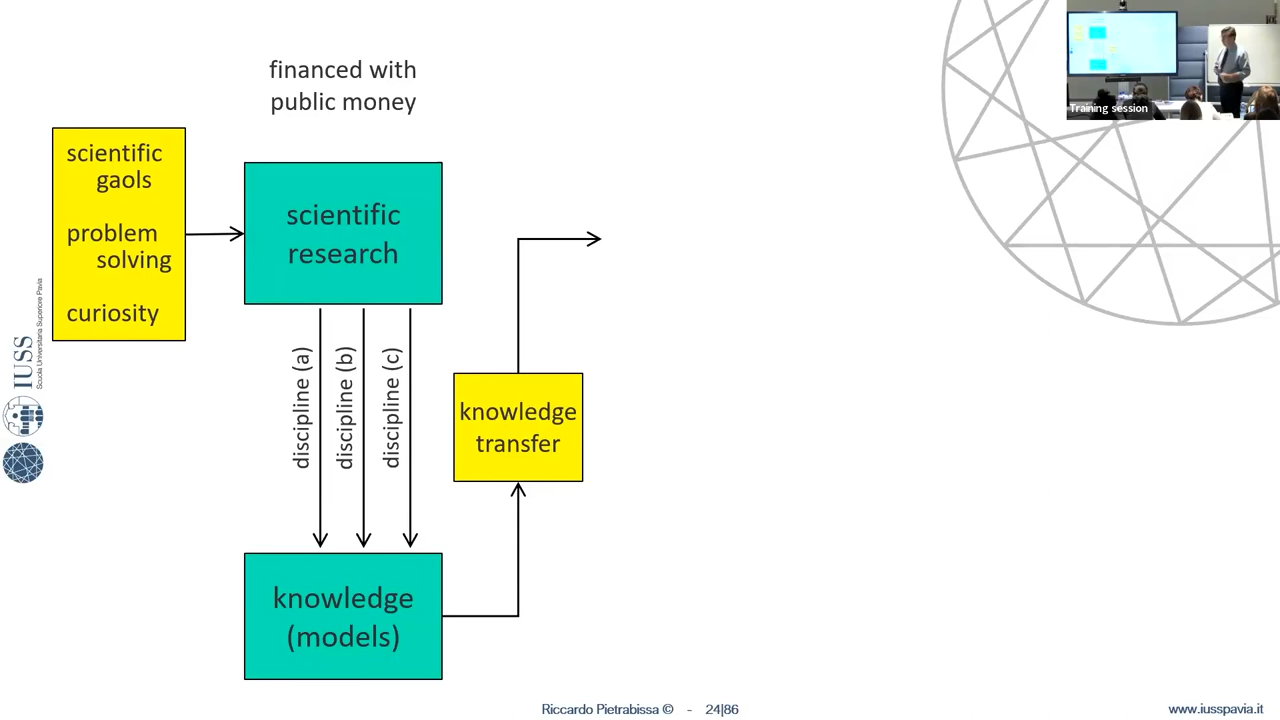 financed with
public money
scientific
gaols
problem
solving
curiosity
scientific
research
discipline (a)
discipline (b)
discipline (c)
knowledge
transfer
knowledge
(models)
IUSS
Scuola Universitaria Superiore Pavia
Training session
Riccardo Pietrabissa © - 24|86
www.iusspavia.it